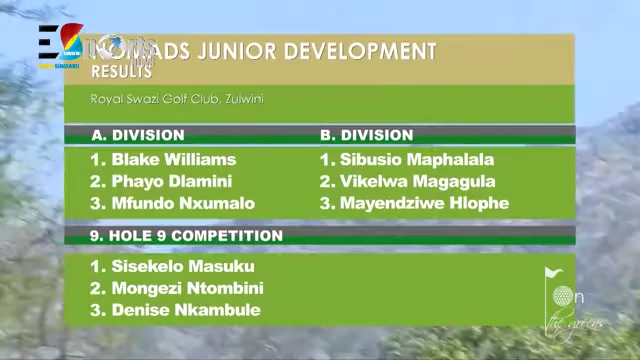 NOMADS JUNIOR DEVELOPMENT
RESULTS
Royal Swazi Golf Club, Zulwini
A. DIVISION
1. Blake Williams
2. Phayo Dlamini
3. Mfundo Nxumalo
B. DIVISION
1. Sibusio Maphalala
2. Vikelwa Magagula
3. Mayendziwe Hlophe
9. HOLE 9 COMPETITION
1. Sisekelo Masuku
2. Mongezi Ntombini
3. Denise Nkambule
On
the greens